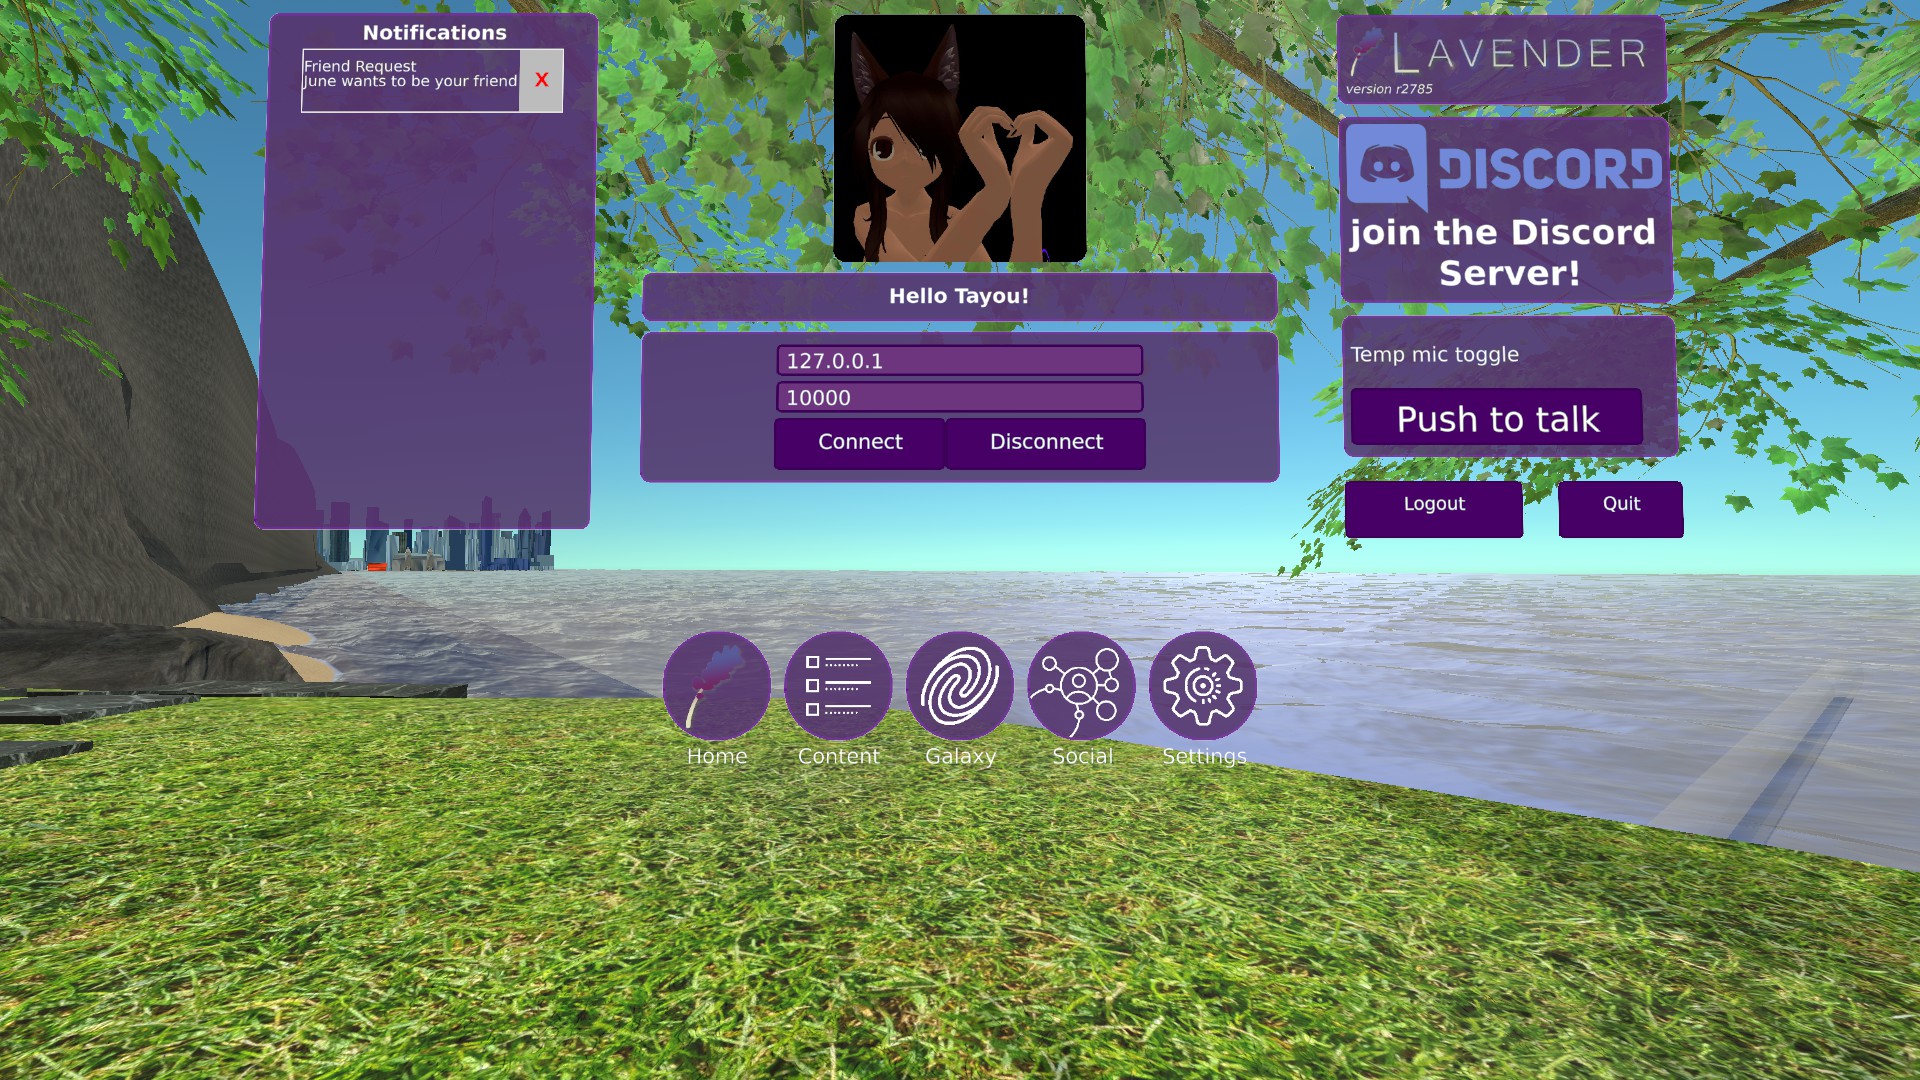 Notifications
Friend Request
June wants to be your friend
X
Hello Tayou!
127.0.0.1
10000
Connect
Disconnect
LAVENDER
version r2785
DISCORD
join the Discord
Server!
Temp mic toggle
Push to talk
Logout
Quit
Home
Content
Galaxy
Social
Settings